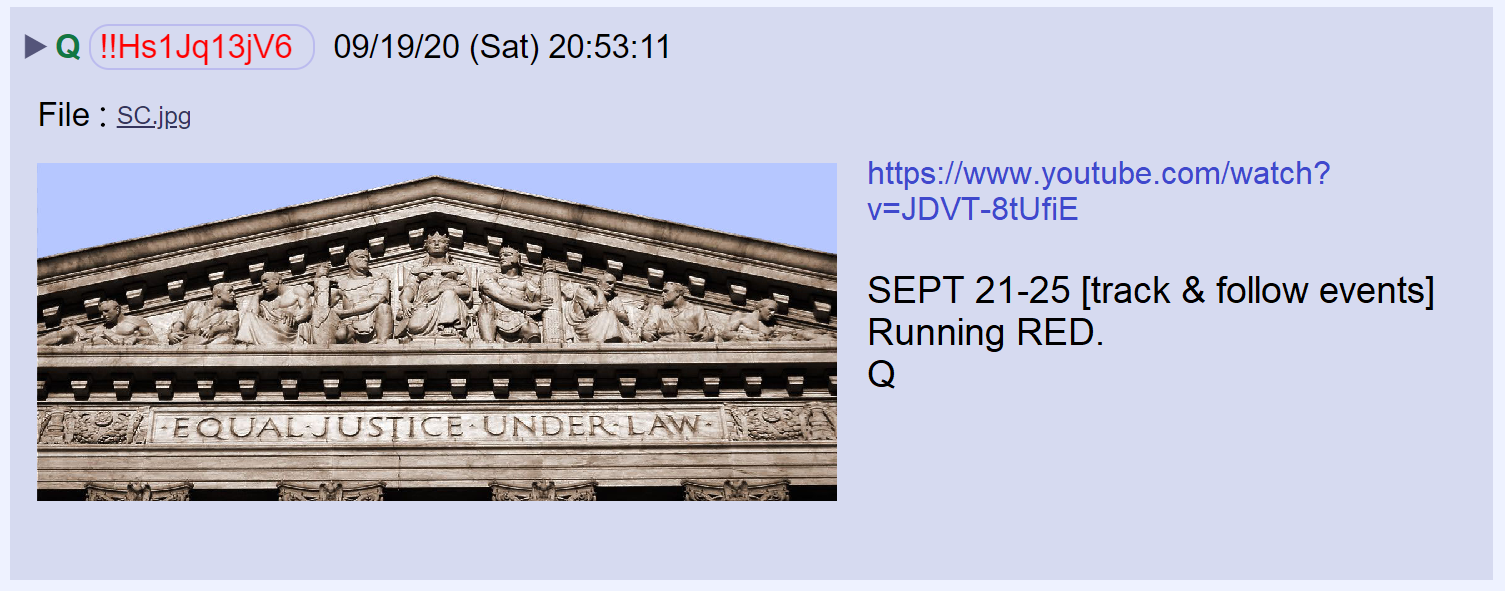 Q !!Hs1Jq13jV6 09/19/20 (Sat) 20:53:11
File : SC.jpg
https://www.youtube.com/watch?
v=JDVT-8tUfiE
SEPT 21-25 [track & follow events]
Running RED.
Q
·EQUAL·JUSTICE·UNDER·LAW·